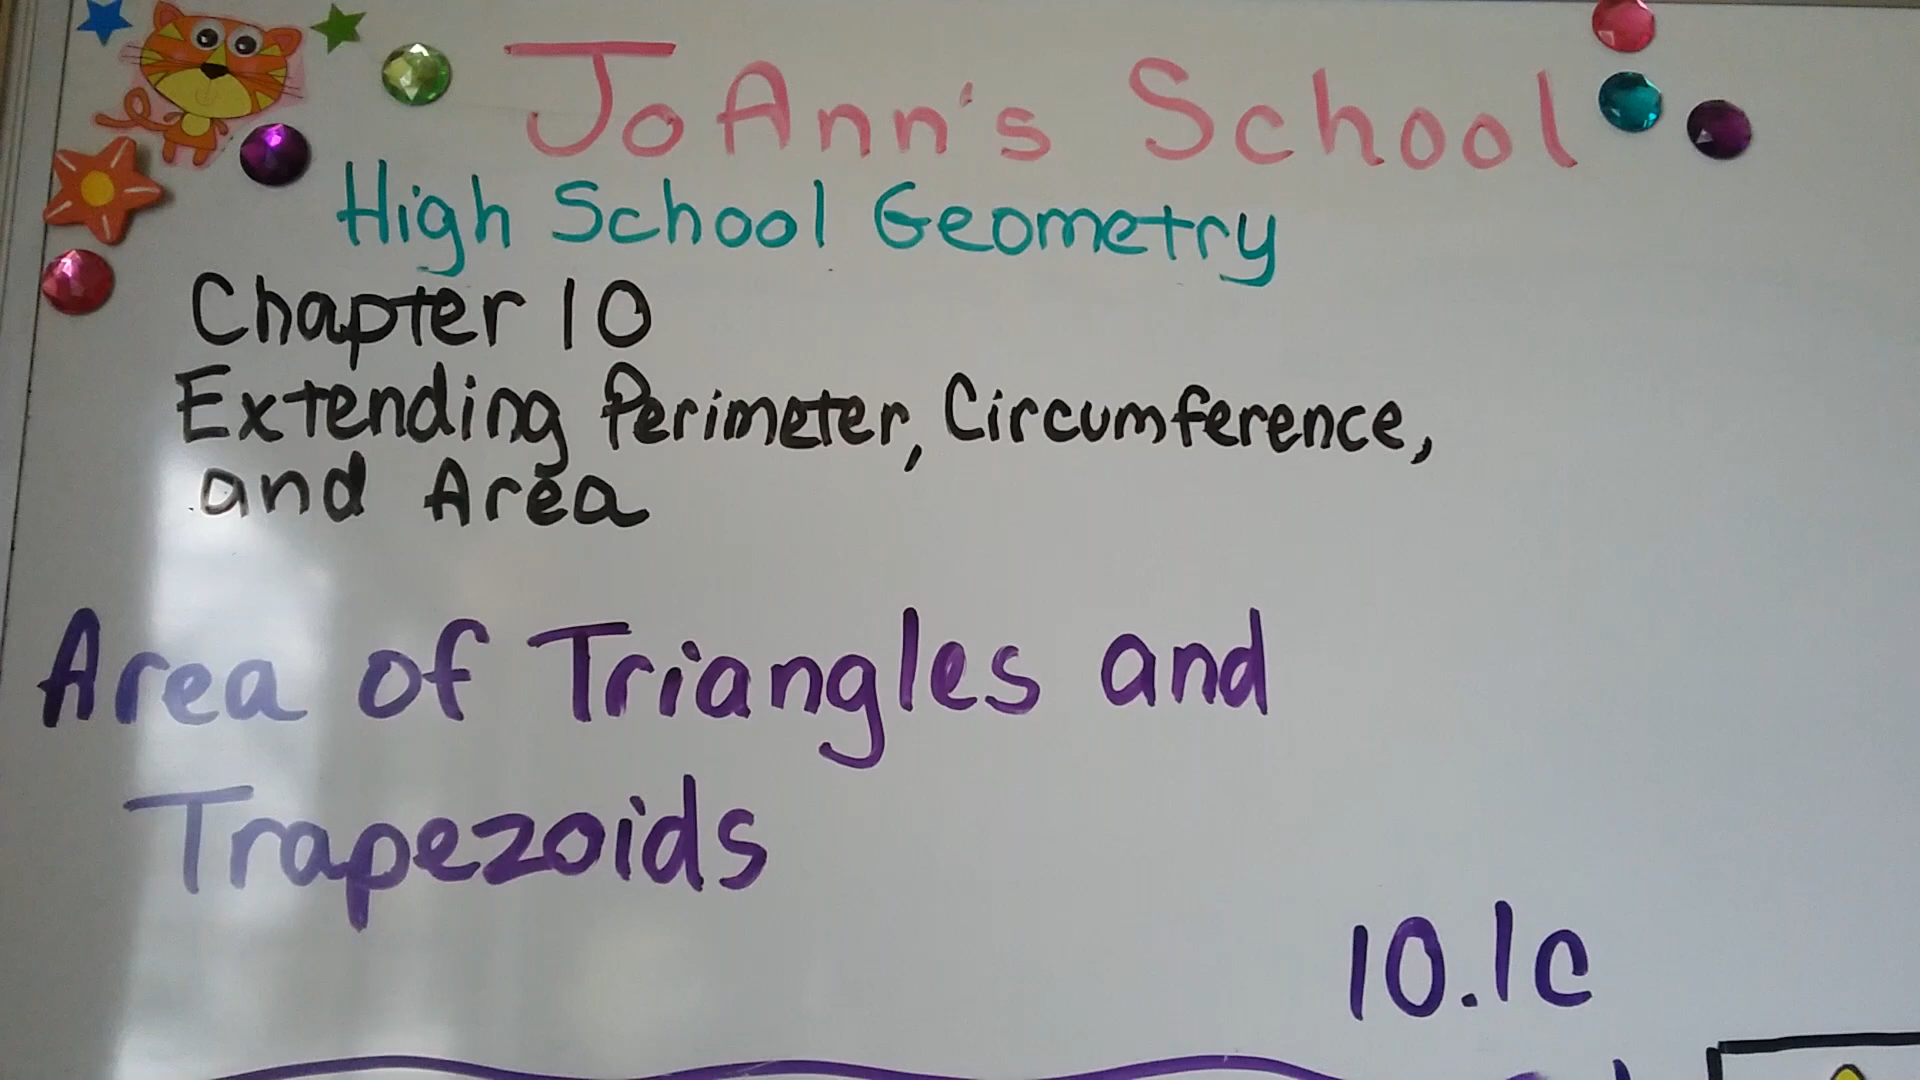 JoAnn's School
High School Geometry
Chapter 10
Extending Perimeter, Circumference,
and Area
Area of Triangles and
Trapezoids
10.1c